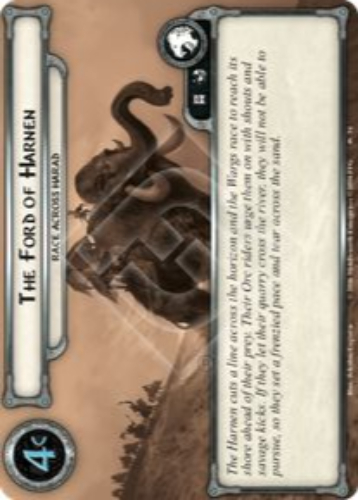 4C
THE FORD OF HARNEN
RACE ACROSS HARAD
The Harnen cuts a line across the horizon and the Wargs race to reach its
shore ahead of their prey. Their Orc riders urge them on with shouts and
savage kicks. If they let their quarry cross the river, they will not be able to
pursue, so they set a frenzied pace and tear across the sand.